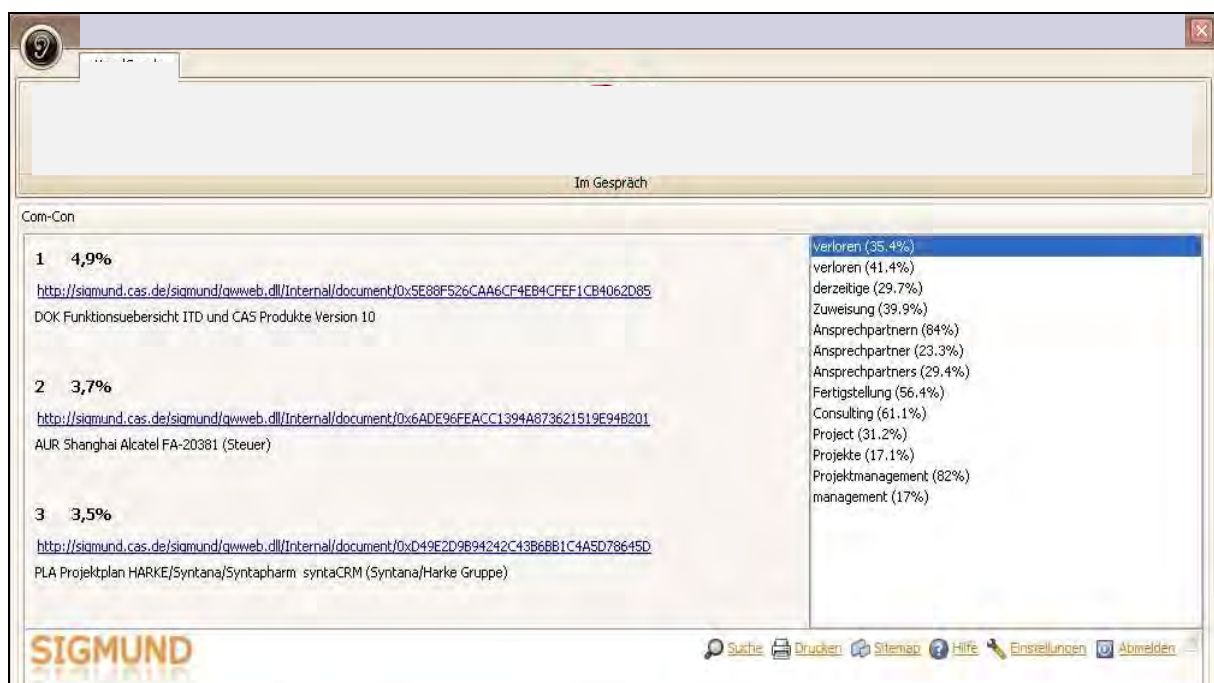 Im Gespräch
Com-Con
1 4,9%
http://sigmund.cas.de/sigmund/gwweb.dll/Internal/document/0x5E88F526CAA6CF4EB4CFEF1CB4062D85
DOK Funktionsuebersicht ITD und CAS Produkte Version 10
2 3,7%
http://sigmund.cas.de/sigmund/gwweb.dll/Internal/document/0x6ADE96FEACC1394A873621519E94B201
AUR Shanghai Alcatel FA-20381 (Steuer)
3 3,5%
http://sigmund.cas.de/sigmund/gwweb.dll/Internal/document/0xD49E2D9B94242C43B6BB1C4A5D78645D
PLA Projektplan HARKE/Syntana/Syntapharm syntaCRM (Syntana/Harke Gruppe)
verloren (35.4%)
verloren (41.4%)
derzeitige (29.7%)
Zuweisung (39.9%)
Ansprechpartnern (84%)
Ansprechpartner (23.3%)
Ansprechpartners (29.4%)
Fertigstellung (56.4%)
Consulting (61.1%)
Project (31.2%)
Projekte (17.1%)
Projektmanagement (82%)
management (17%)
SIGMUND
Suche Drucken Sitemap Hilfe Einstellungen Abmelden